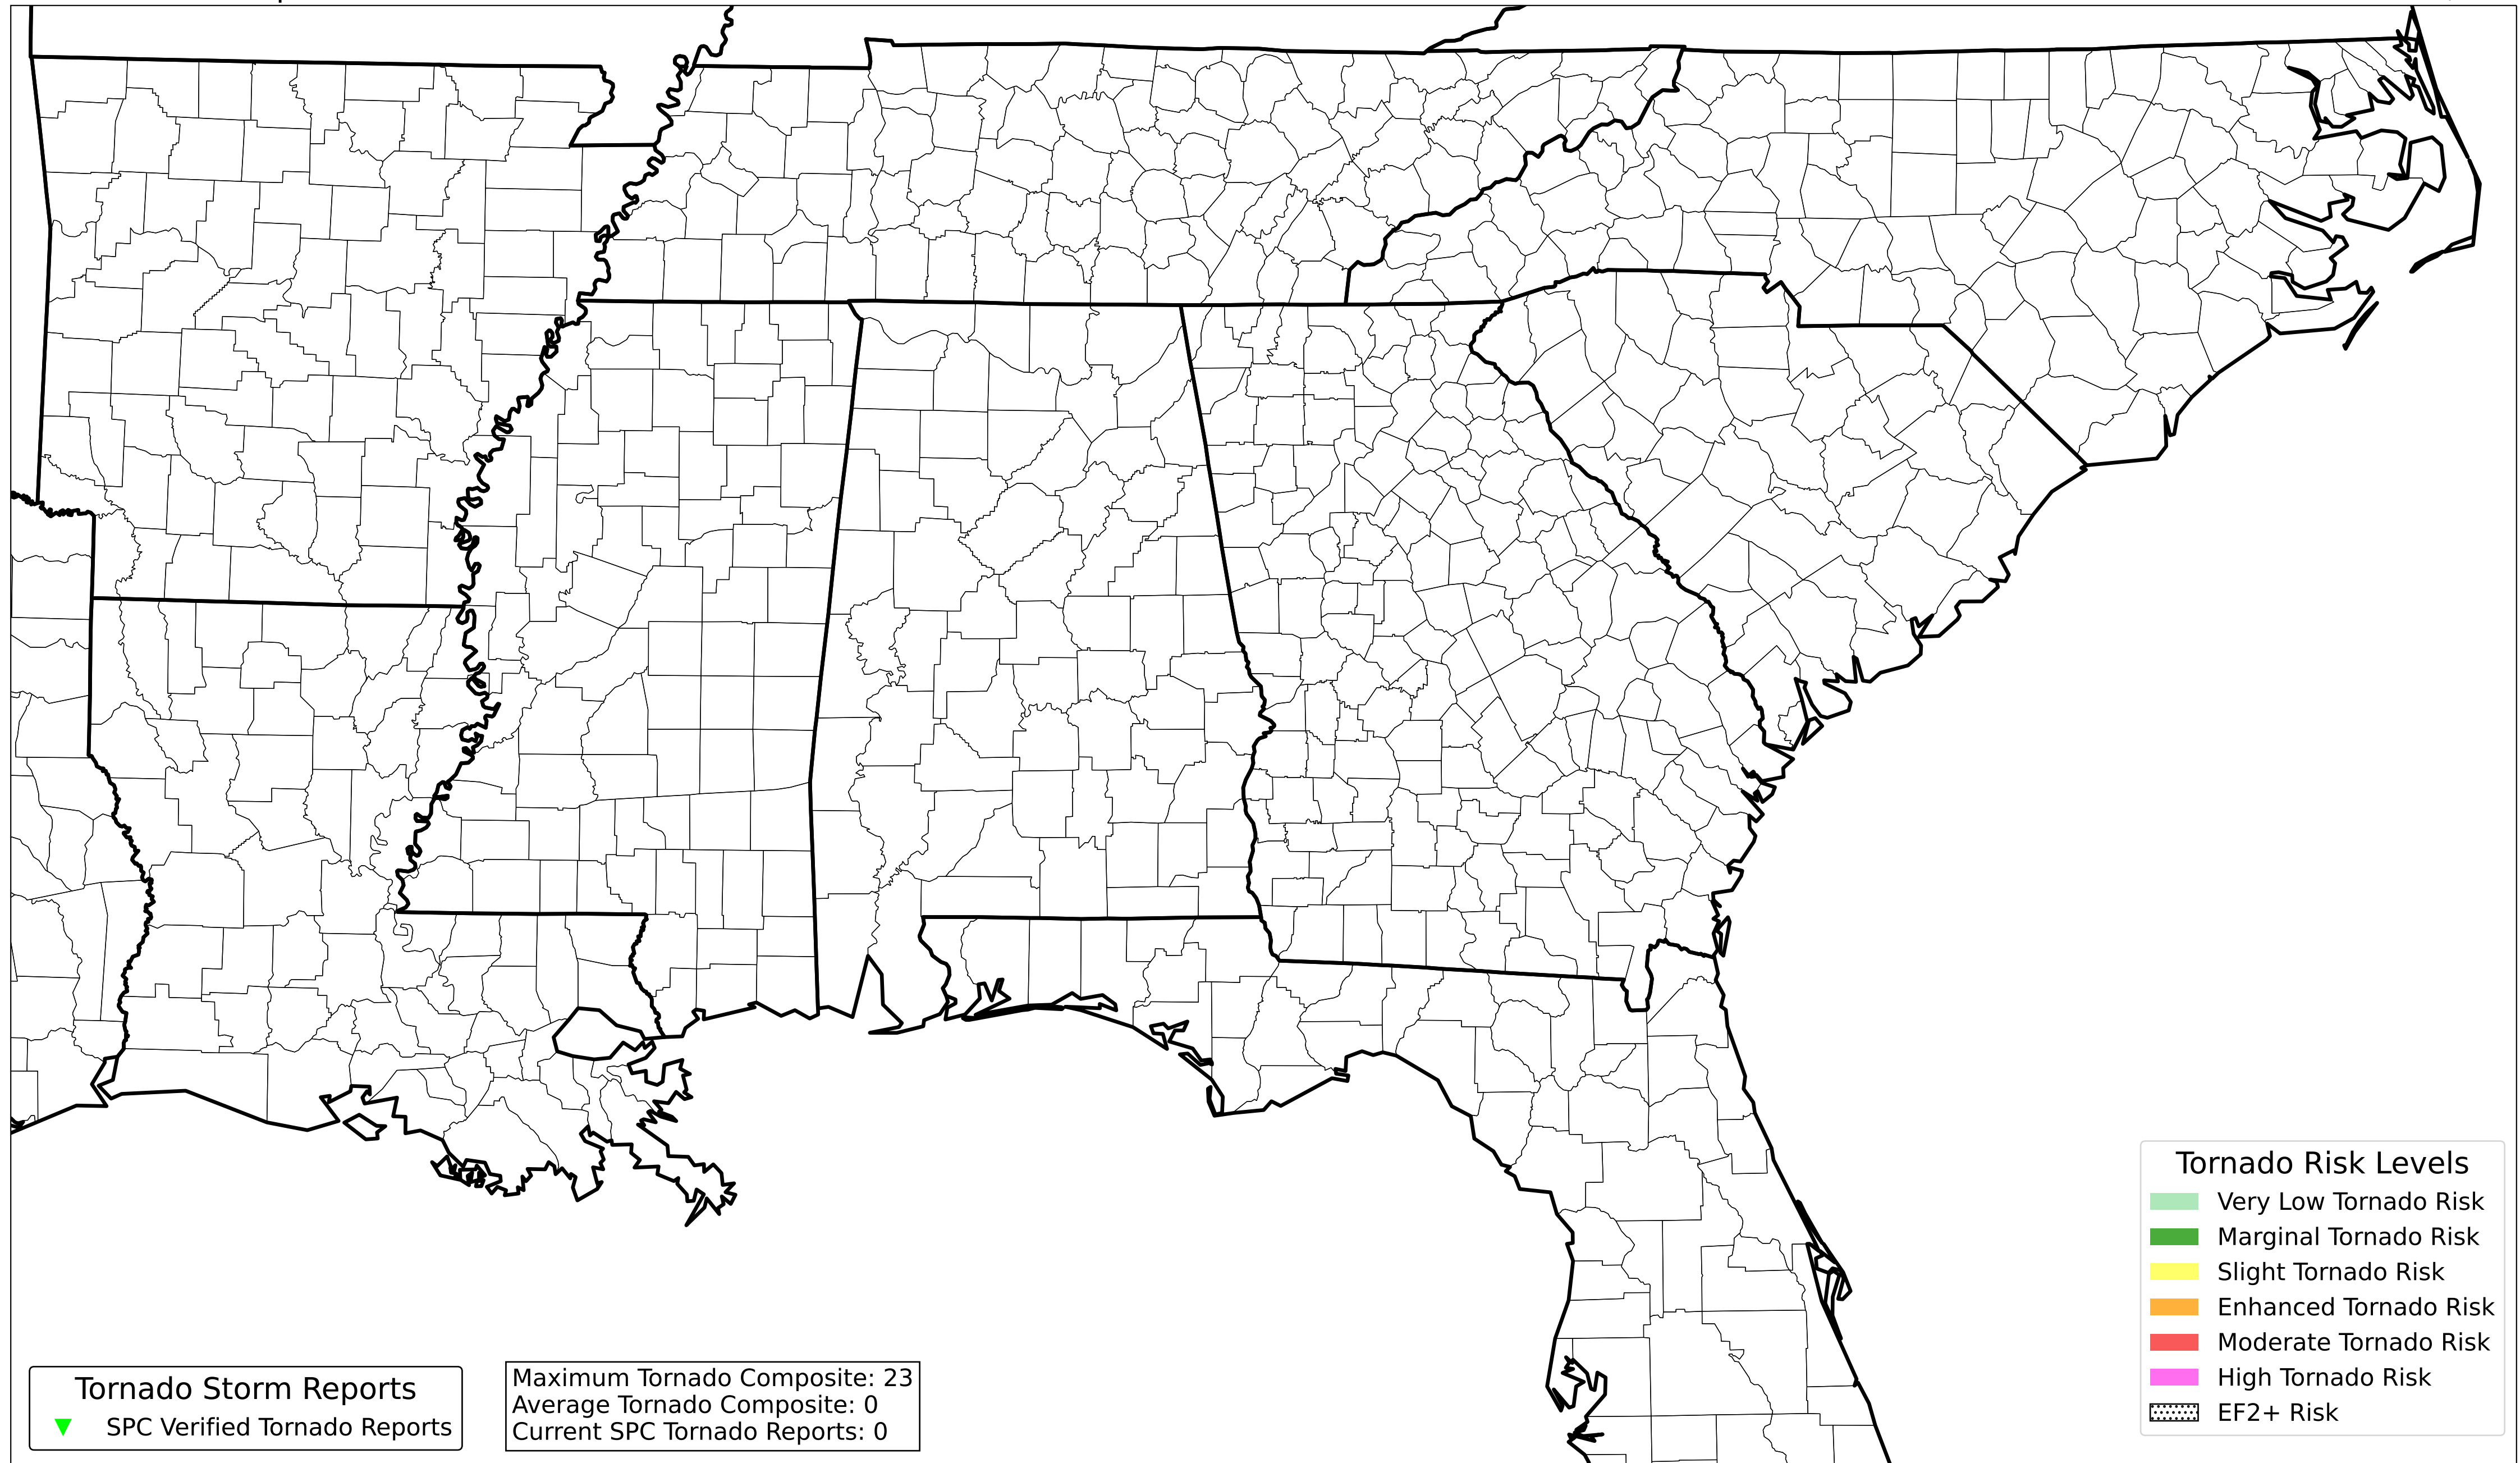 Tornado Risk Levels
Very Low Tornado Risk
Marginal Tornado Risk
Slight Tornado Risk
Enhanced Tornado Risk
Moderate Tornado Risk
High Tornado Risk
EF2+ Risk
Tornado Storm Reports
SPC Verified Tornado Reports
Maximum Tornado Composite: 23
Average Tornado Composite: 0
Current SPC Tornado Reports: 0